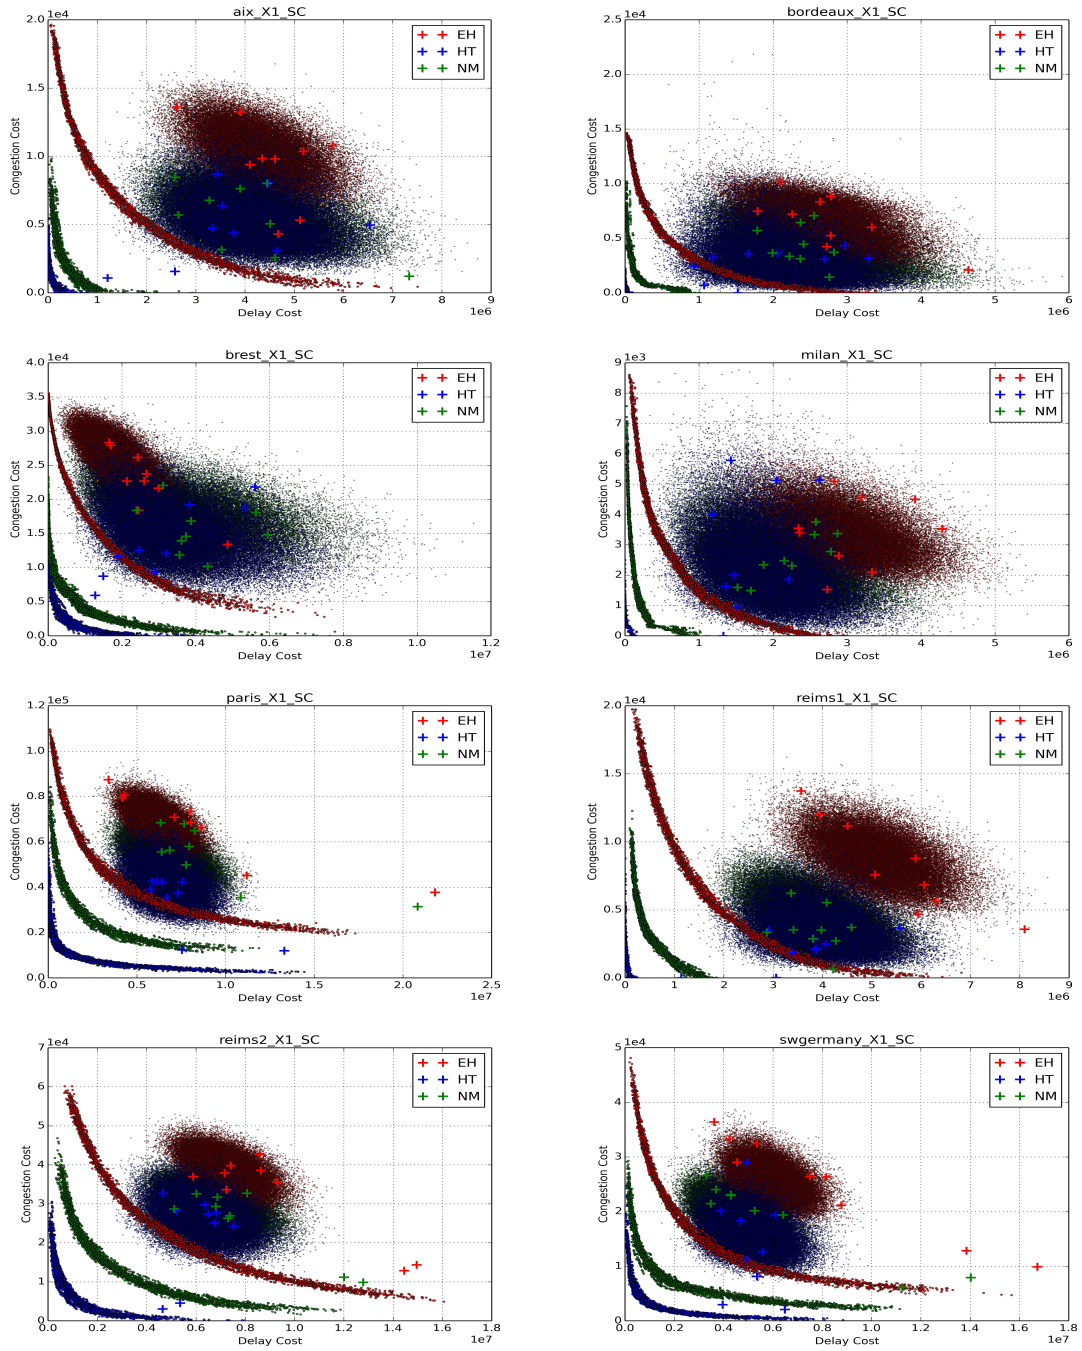 aix_X1_SC
1e4
2.0
1.5
1.0
0.5
0.0
Congestion Cost
EH
HT
NM
0 1 2 3 4 5 6 7 8 9
Delay Cost
1e6
bordeaux_X1_SC
1e4
2.5
2.0
1.5
1.0
0.5
0.0
Congestion Cost
EH
HT
NM
0 1 2 3 4 5 6
Delay Cost
1e6
brest_X1_SC
1e4
4.0
3.5
3.0
2.5
2.0
1.5
1.0
0.5
0.0
Congestion Cost
EH
HT
NM
0.0 0.2 0.4 0.6 0.8 1.0 1.2
Delay Cost
1e7
milan_X1_SC
1e3
9
8
7
6
5
4
3
2
1
0
Congestion Cost
EH
HT
NM
0 1 2 3 4 5 6
Delay Cost
1e6
paris_X1_SC
1e5
1.2
1.0
0.8
0.6
0.4
0.2
0.0
Congestion Cost
EH
HT
NM
0.0 0.5 1.0 1.5 2.0 2.5
Delay Cost
1e7
reims1_X1_SC
1e4
2.0
1.5
1.0
0.5
0.0
Congestion Cost
EH
HT
NM
0 1 2 3 4 5 6 7 8 9
Delay Cost
1e6
reims2_X1_SC
1e4
7
6
5
4
3
2
1
0
Congestion Cost
EH
HT
NM
0.0 0.2 0.4 0.6 0.8 1.0 1.2 1.4 1.6 1.8
Delay Cost
1e7
swgermany_X1_SC
1e4
5
4
3
2
1
0
Congestion Cost
EH
HT
NM
0.0 0.2 0.4 0.6 0.8 1.0 1.2 1.4 1.6 1.8
Delay Cost
1e7